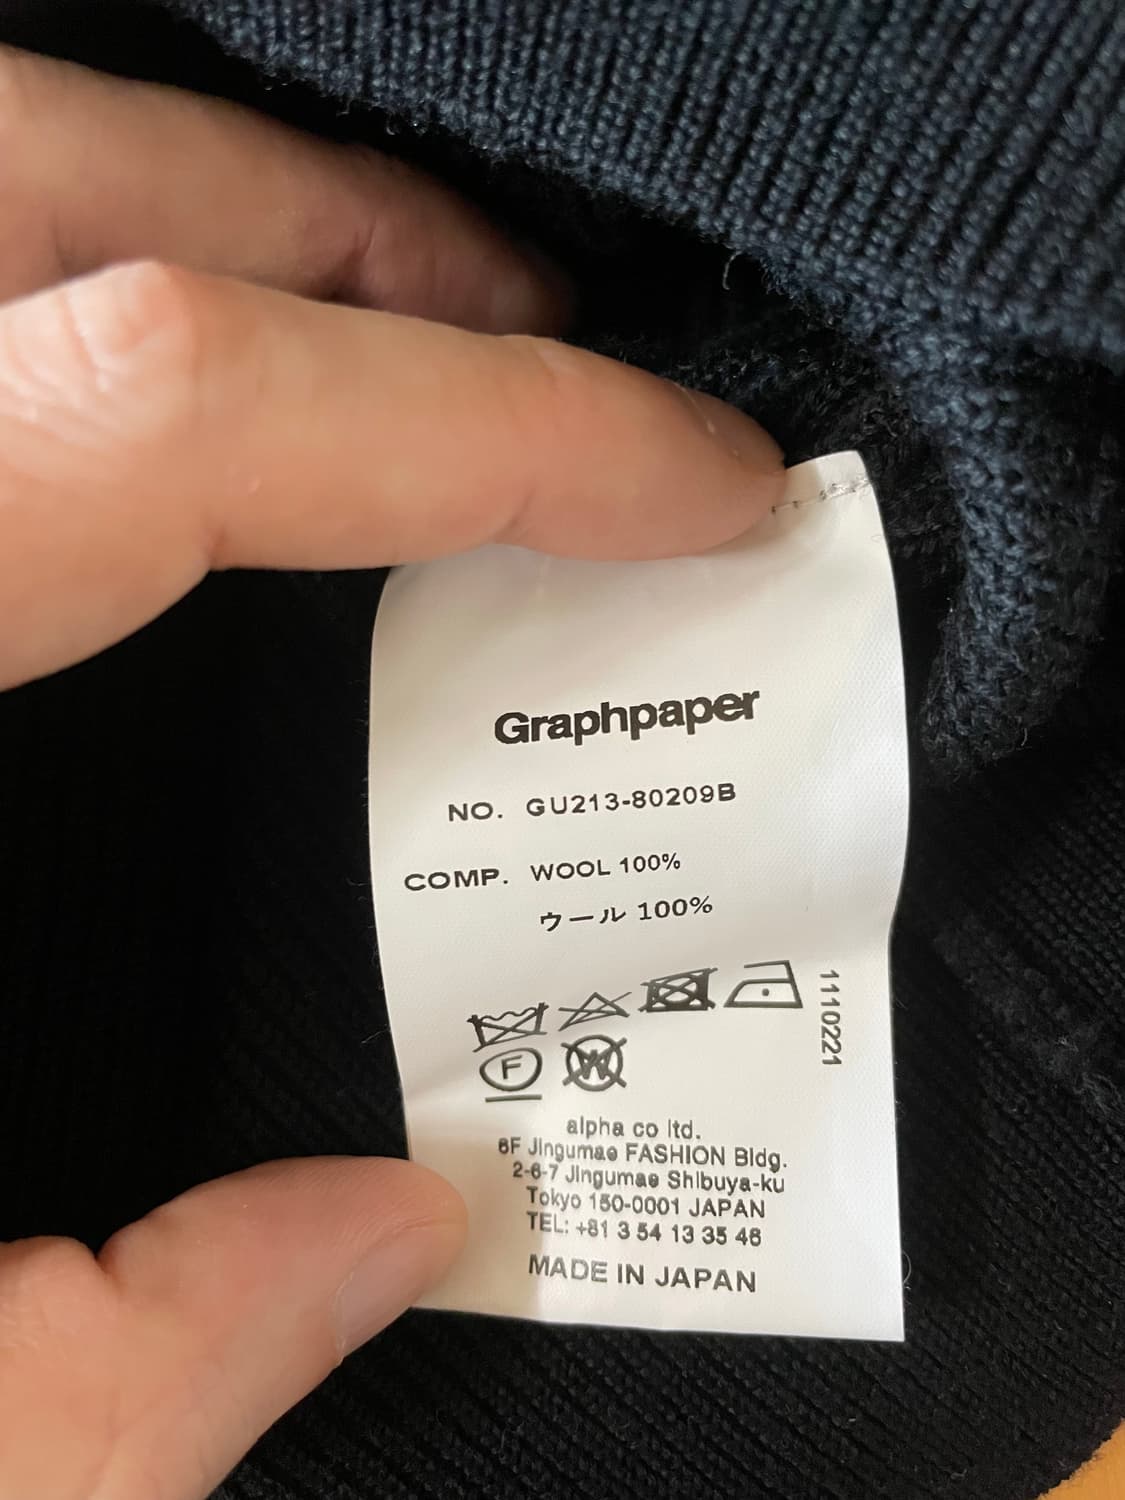 Graphpaper
NO. GU213-80209B
COMP. WOOL 100%
ウール 100%
1110221
F
W
alpha co ltd.
6F Jingumae FASHION Bldg.
2-6-7 Jingumae Shibuya-ku
Tokyo 150-0001 JAPAN
TEL: +81 3 54 13 35 46
MADE IN JAPAN